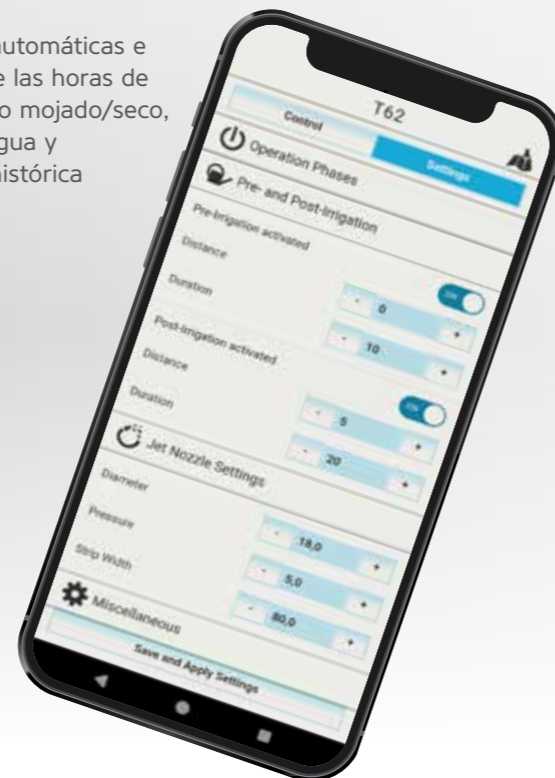 automáticas e
e las horas de
o mojado/seco,
gua y
histórica
T62
Control Settings
Operation Phases
Pre- and Post-Irrigation
Pre-Irrigation activated ON
Distance - 0 +
Duration - 10 +
Post-Irrigation activated ON
Distance - 5 +
Duration - 20 +
Jet Nozzle Settings
Diameter - 18,0 +
Pressure - 5,0 +
Strip Width - 80,0 +
Miscellaneous
Save and Apply Settings